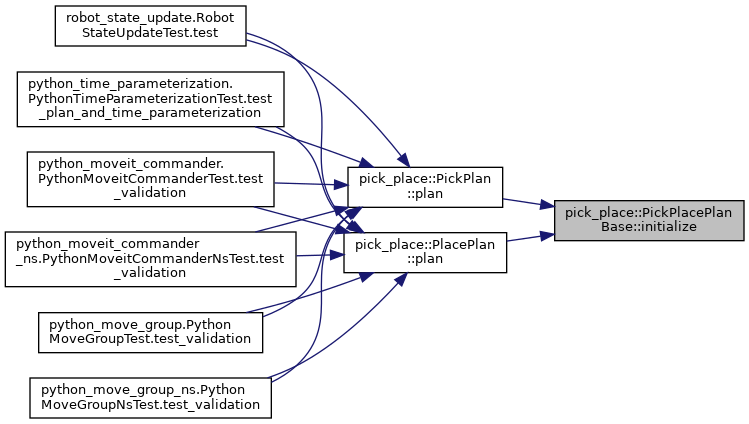 robot_state_update.Robot
StateUpdateTest.test
python_time_parameterization.
PythonTimeParameterizationTest.test
_plan_and_time_parameterization
python_moveit_commander.
PythonMoveitCommanderTest.test
_validation
python_moveit_commander
_ns.PythonMoveitCommanderNsTest.test
_validation
python_move_group.Python
MoveGroupTest.test_validation
python_move_group_ns.Python
MoveGroupNsTest.test_validation
pick_place::PickPlan
::plan
pick_place::PlacePlan
::plan
pick_place::PickPlacePlan
Base::initialize